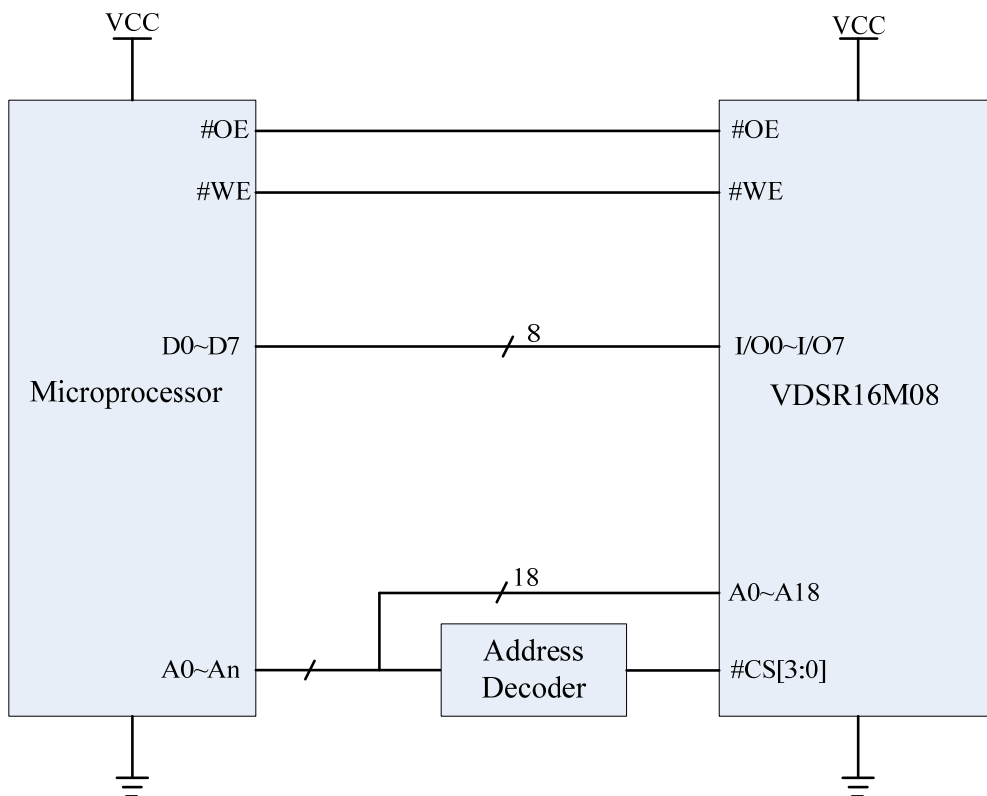 VCC
VCC
#OE
#OE
#WE
#WE
8
D0~D7
I/O0~I/O7
Microprocessor
VDSR16M08
18
A0~A18
A0~An
Address
Decoder
#CS[3:0]